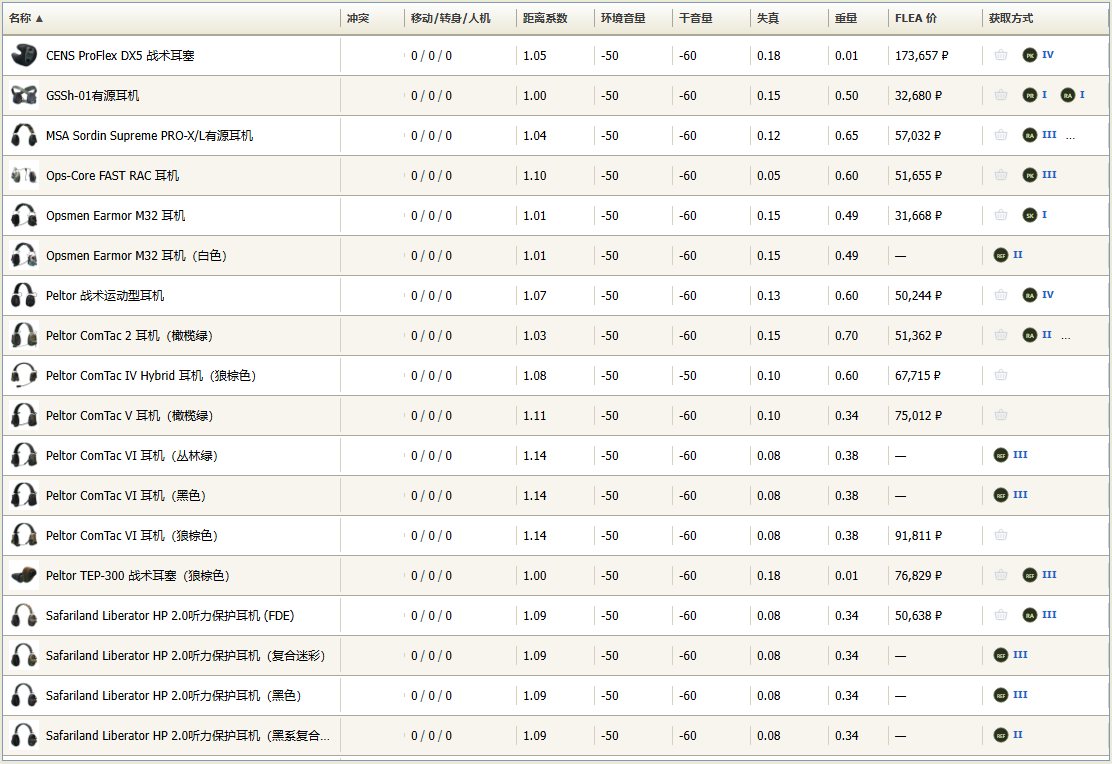 名称 ▲ 冲突 移动/转身/人机 距离系数 环境音量 干音量 失真 重量 FLEA 价 获取方式
CENS ProFlex DX5 战术耳塞 0 / 0 / 0 1.05 -50 -60 0.18 0.01 173,657 ₽ PK IV
GSSh-01有源耳机 0 / 0 / 0 1.00 -50 -60 0.15 0.50 32,680 ₽ PR I RA I
MSA Sordin Supreme PRO-X/L有源耳机 0 / 0 / 0 1.04 -50 -60 0.12 0.65 57,032 ₽ RA III ...
Ops-Core FAST RAC 耳机 0 / 0 / 0 1.10 -50 -60 0.05 0.60 51,655 ₽ PK III
Opsmen Earmor M32 耳机 0 / 0 / 0 1.01 -50 -60 0.15 0.49 31,668 ₽ SK I
Opsmen Earmor M32 耳机（白色） 0 / 0 / 0 1.01 -50 -60 0.15 0.49 — REF II
Peltor 战术运动型耳机 0 / 0 / 0 1.07 -50 -60 0.13 0.60 50,244 ₽ RA IV
Peltor ComTac 2 耳机（橄榄绿） 0 / 0 / 0 1.03 -50 -60 0.15 0.70 51,362 ₽ RA II ...
Peltor ComTac IV Hybrid 耳机（狼棕色） 0 / 0 / 0 1.08 -50 -50 0.10 0.60 67,715 ₽
Peltor ComTac V 耳机（橄榄绿） 0 / 0 / 0 1.11 -50 -60 0.10 0.34 75,012 ₽
Peltor ComTac VI 耳机（丛林绿） 0 / 0 / 0 1.14 -50 -60 0.08 0.38 — REF III
Peltor ComTac VI 耳机（黑色） 0 / 0 / 0 1.14 -50 -60 0.08 0.38 — REF III
Peltor ComTac VI 耳机（狼棕色） 0 / 0 / 0 1.14 -50 -60 0.08 0.38 91,811 ₽
Peltor TEP-300 战术耳塞（狼棕色） 0 / 0 / 0 1.00 -50 -60 0.18 0.01 76,829 ₽ REF III
Safariland Liberator HP 2.0听力保护耳机 (FDE) 0 / 0 / 0 1.09 -50 -60 0.08 0.34 50,638 ₽ RA III
Safariland Liberator HP 2.0听力保护耳机（复合迷彩） 0 / 0 / 0 1.09 -50 -60 0.08 0.34 — REF III
Safariland Liberator HP 2.0听力保护耳机（黑色） 0 / 0 / 0 1.09 -50 -60 0.08 0.34 — REF III
Safariland Liberator HP 2.0听力保护耳机（黑系复合... 0 / 0 / 0 1.09 -50 -60 0.08 0.34 — REF II